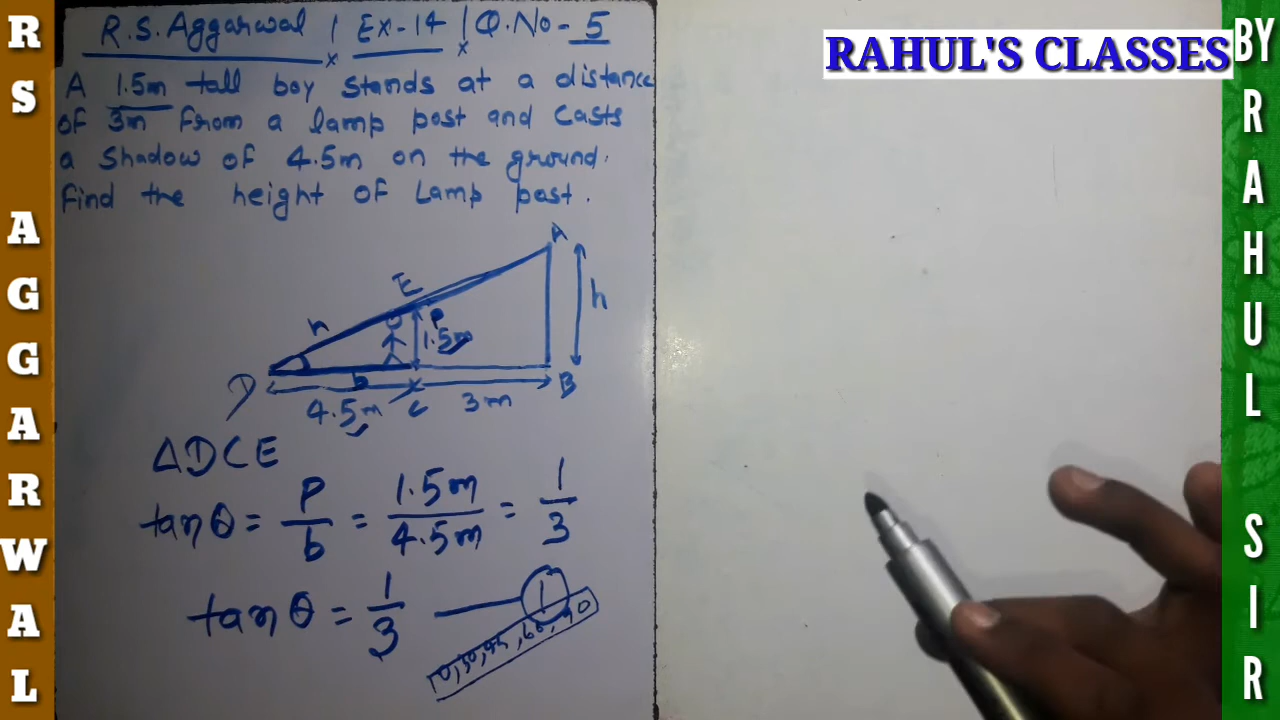 RS AGGARWAL
R.S. Aggarwal | Ex-14 | Q.No- 5
RAHUL'S CLASSES
BY RAHUL SIR
A 1.5m tall boy stands at a distance
of 3m from a lamp post and casts
a shadow of 4.5m on the ground.
Find the height of Lamp post.
A
E
h
P
h
1.5m
D
b
B
4.5m
C
3m
ΔDCE
tanθ = P/b = 1.5m/4.5m = 1/3
tanθ = 1/3 — 1
0,30,45,60,90